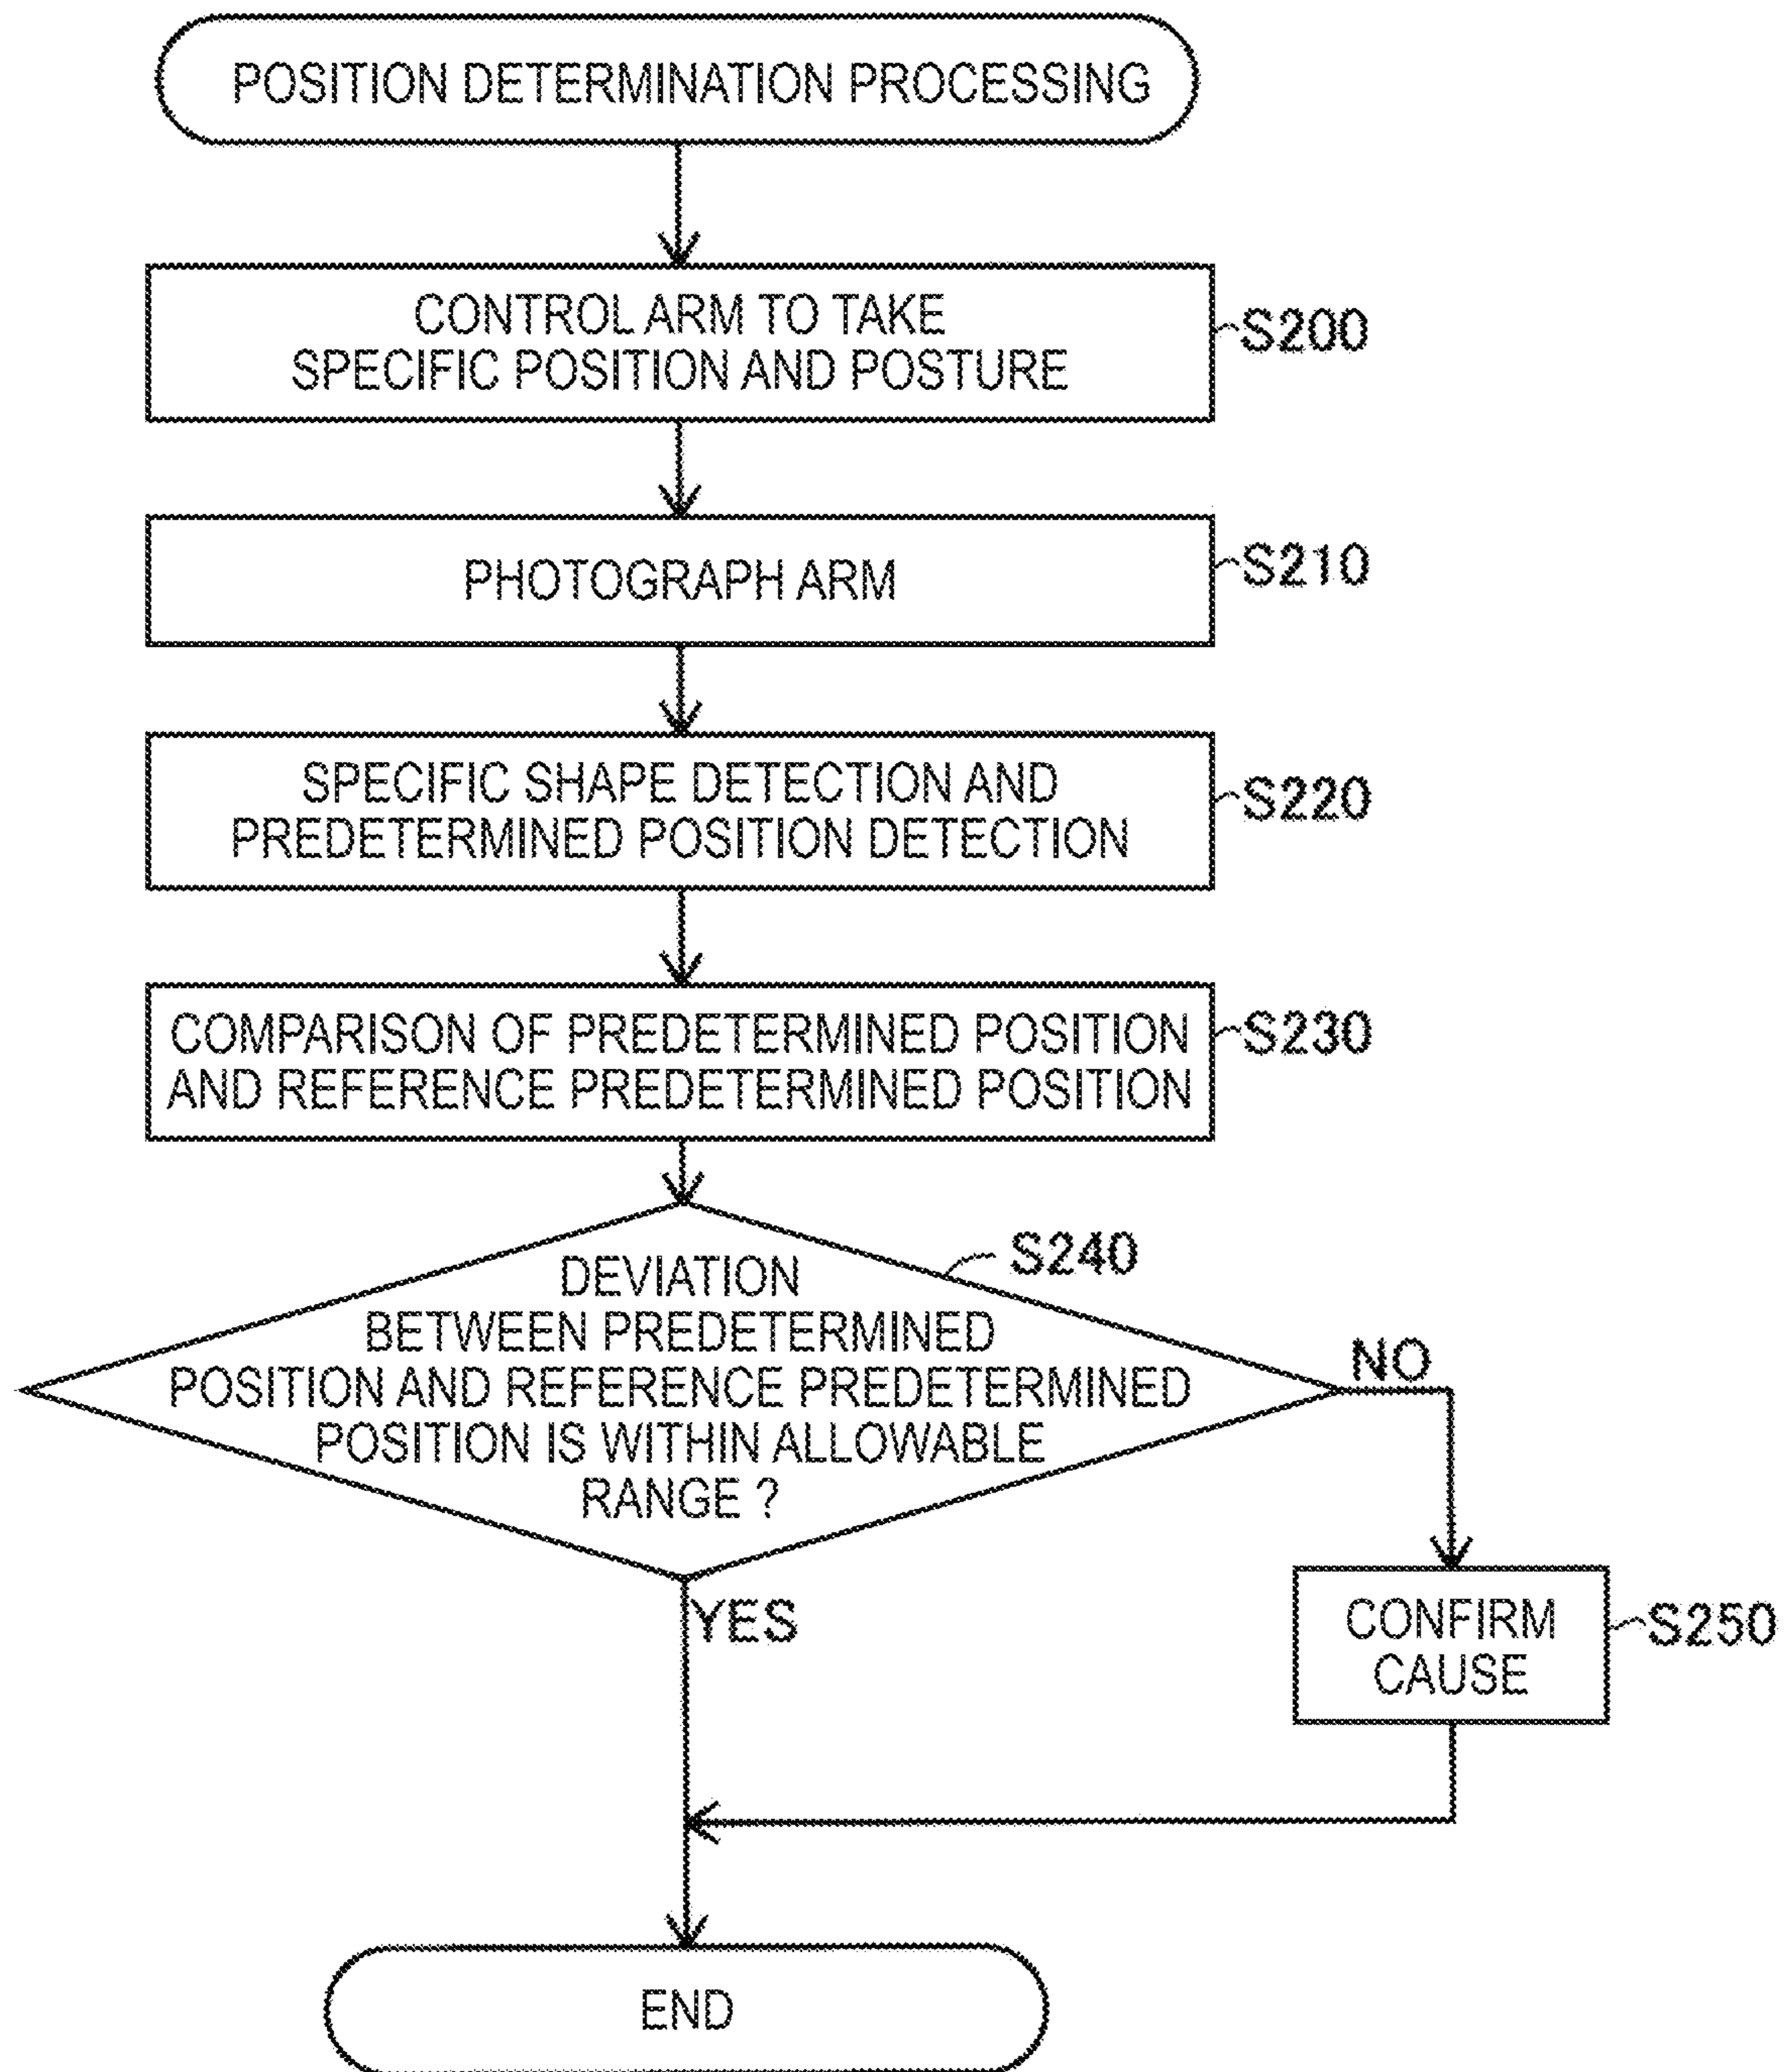 POSITION DETERMINATION PROCESSING
CONTROL ARM TO TAKE
SPECIFIC POSITION AND POSTURE
S200
PHOTOGRAPH ARM
S210
SPECIFIC SHAPE DETECTION AND
PREDETERMINED POSITION DETECTION
S220
COMPARISON OF PREDETERMINED POSITION
AND REFERENCE PREDETERMINED POSITION
S230
S240
DEVIATION
BETWEEN PREDETERMINED
POSITION AND REFERENCE PREDETERMINED
POSITION IS WITHIN ALLOWABLE
RANGE ?
NO
YES
CONFIRM
CAUSE
S250
END